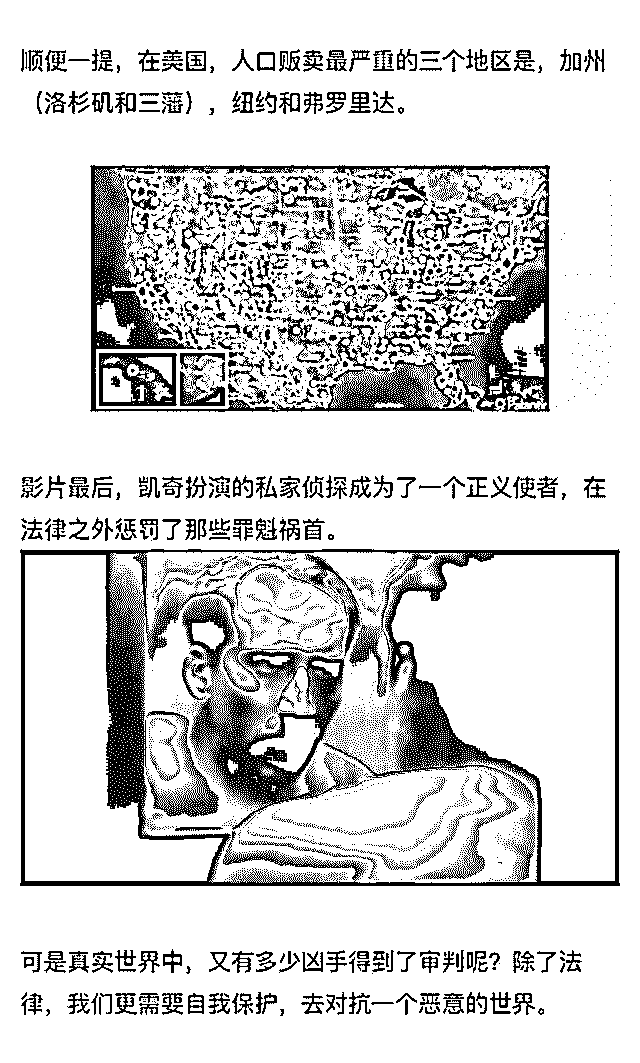 顺便一提，在美国，人口贩卖最严重的三个地区是，加州
（洛杉矶和三藩），纽约和弗罗里达。
影片最后，凯奇扮演的私家侦探成为了一个正义使者，在
法律之外惩罚了那些罪魁祸首。
可是真实世界中，又有多少凶手得到了审判呢？除了法
律，我们更需要自我保护，去对抗一个恶意的世界。